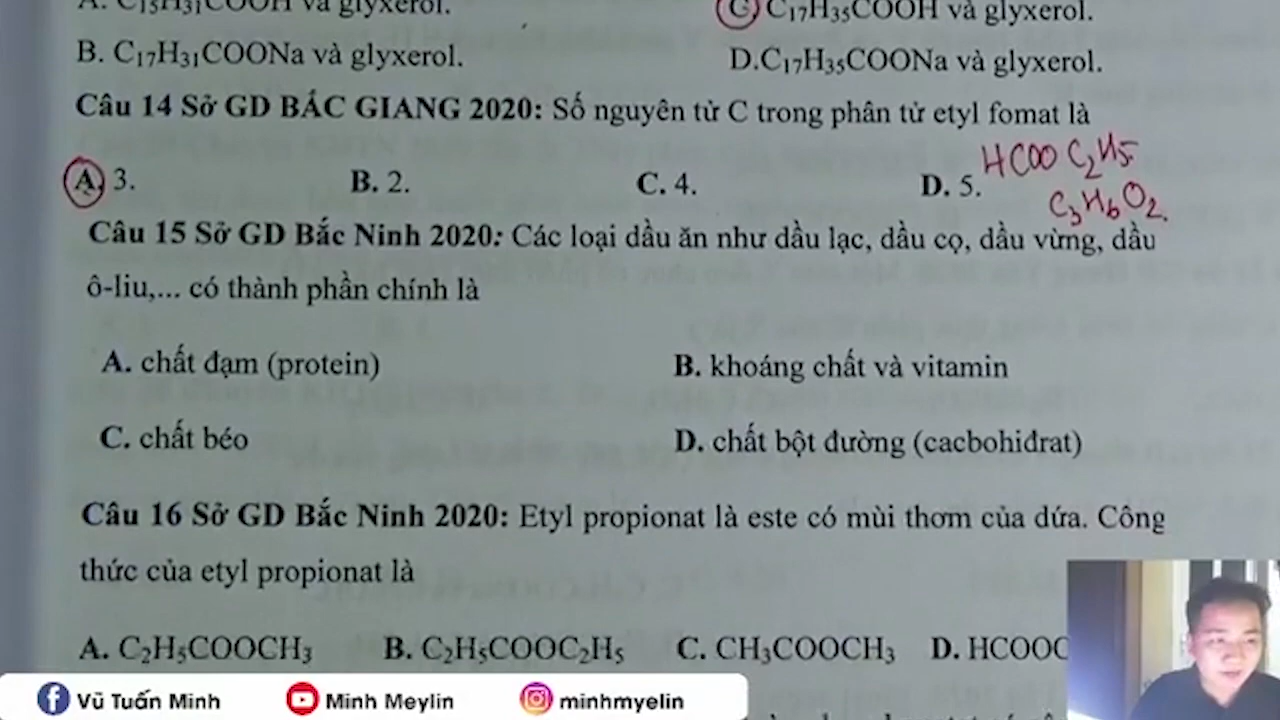 A. C₁₅H₃₁COOH và glyxerol.
C. C₁₇H₃₅COOH và glyxerol.
B. C₁₇H₃₁COONa và glyxerol.
D.C₁₇H₃₅COONa và glyxerol.
Câu 14 Sở GD BẮC GIANG 2020: Số nguyên tử C trong phân tử etyl fomat là
HCOO C₂H₅
A. 3.
B. 2.
C. 4.
D. 5.
C₃H₆O₂.
Câu 15 Sở GD Bắc Ninh 2020: Các loại dầu ăn như dầu lạc, dầu cọ, dầu vừng, dầu
ô-liu,... có thành phần chính là
A. chất đạm (protein)
B. khoáng chất và vitamin
C. chất béo
D. chất bột đường (cacbohiđrat)
Câu 16 Sở GD Bắc Ninh 2020: Etyl propionat là este có mùi thơm của dứa. Công
thức của etyl propionat là
A. C₂H₅COOCH₃
B. C₂H₅COOC₂H₅
C. CH₃COOCH₃
D. HCOOC
Vũ Tuấn Minh
Minh Meylin
minhmyelin